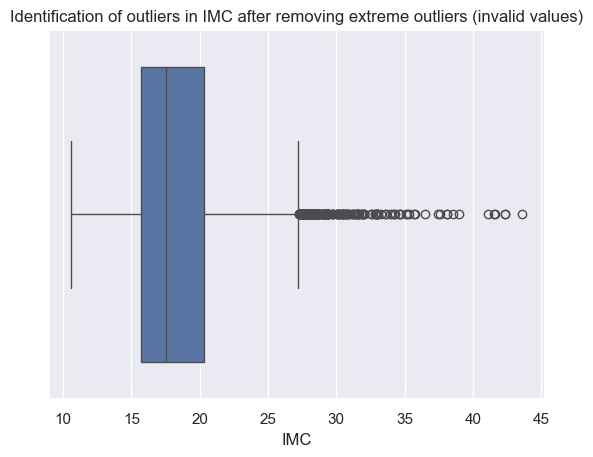 Identification of outliers in IMC after removing extreme outliers (invalid values)
10 15 20 25 30 35 40 45
IMC